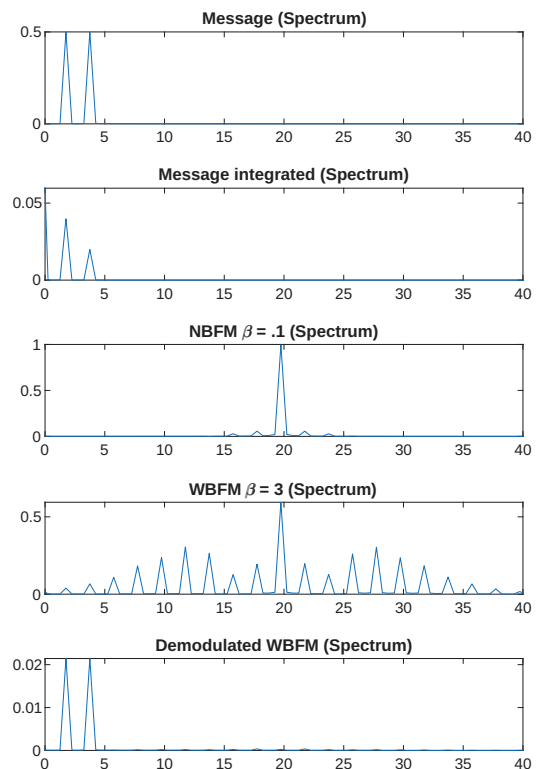 Message (Spectrum)
0.5
0
0 5 10 15 20 25 30 35 40
Message integrated (Spectrum)
0.05
0
0 5 10 15 20 25 30 35 40
NBFM β = .1 (Spectrum)
1
0
0 5 10 15 20 25 30 35 40
WBFM β = 3 (Spectrum)
0.5
0
0 5 10 15 20 25 30 35 40
Demodulated WBFM (Spectrum)
0.02
0.01
0
0 5 10 15 20 25 30 35 40